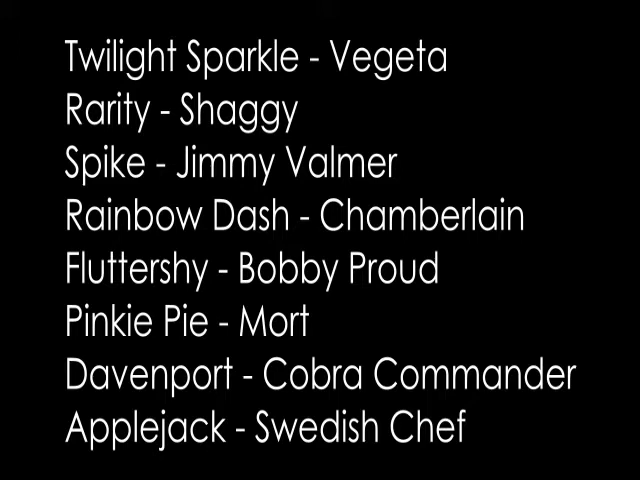 Twilight Sparkle - Vegeta
Rarity - Shaggy
Spike - Jimmy Valmer
Rainbow Dash - Chamberlain
Fluttershy - Bobby Proud
Pinkie Pie - Mort
Davenport - Cobra Commander
Applejack - Swedish Chef